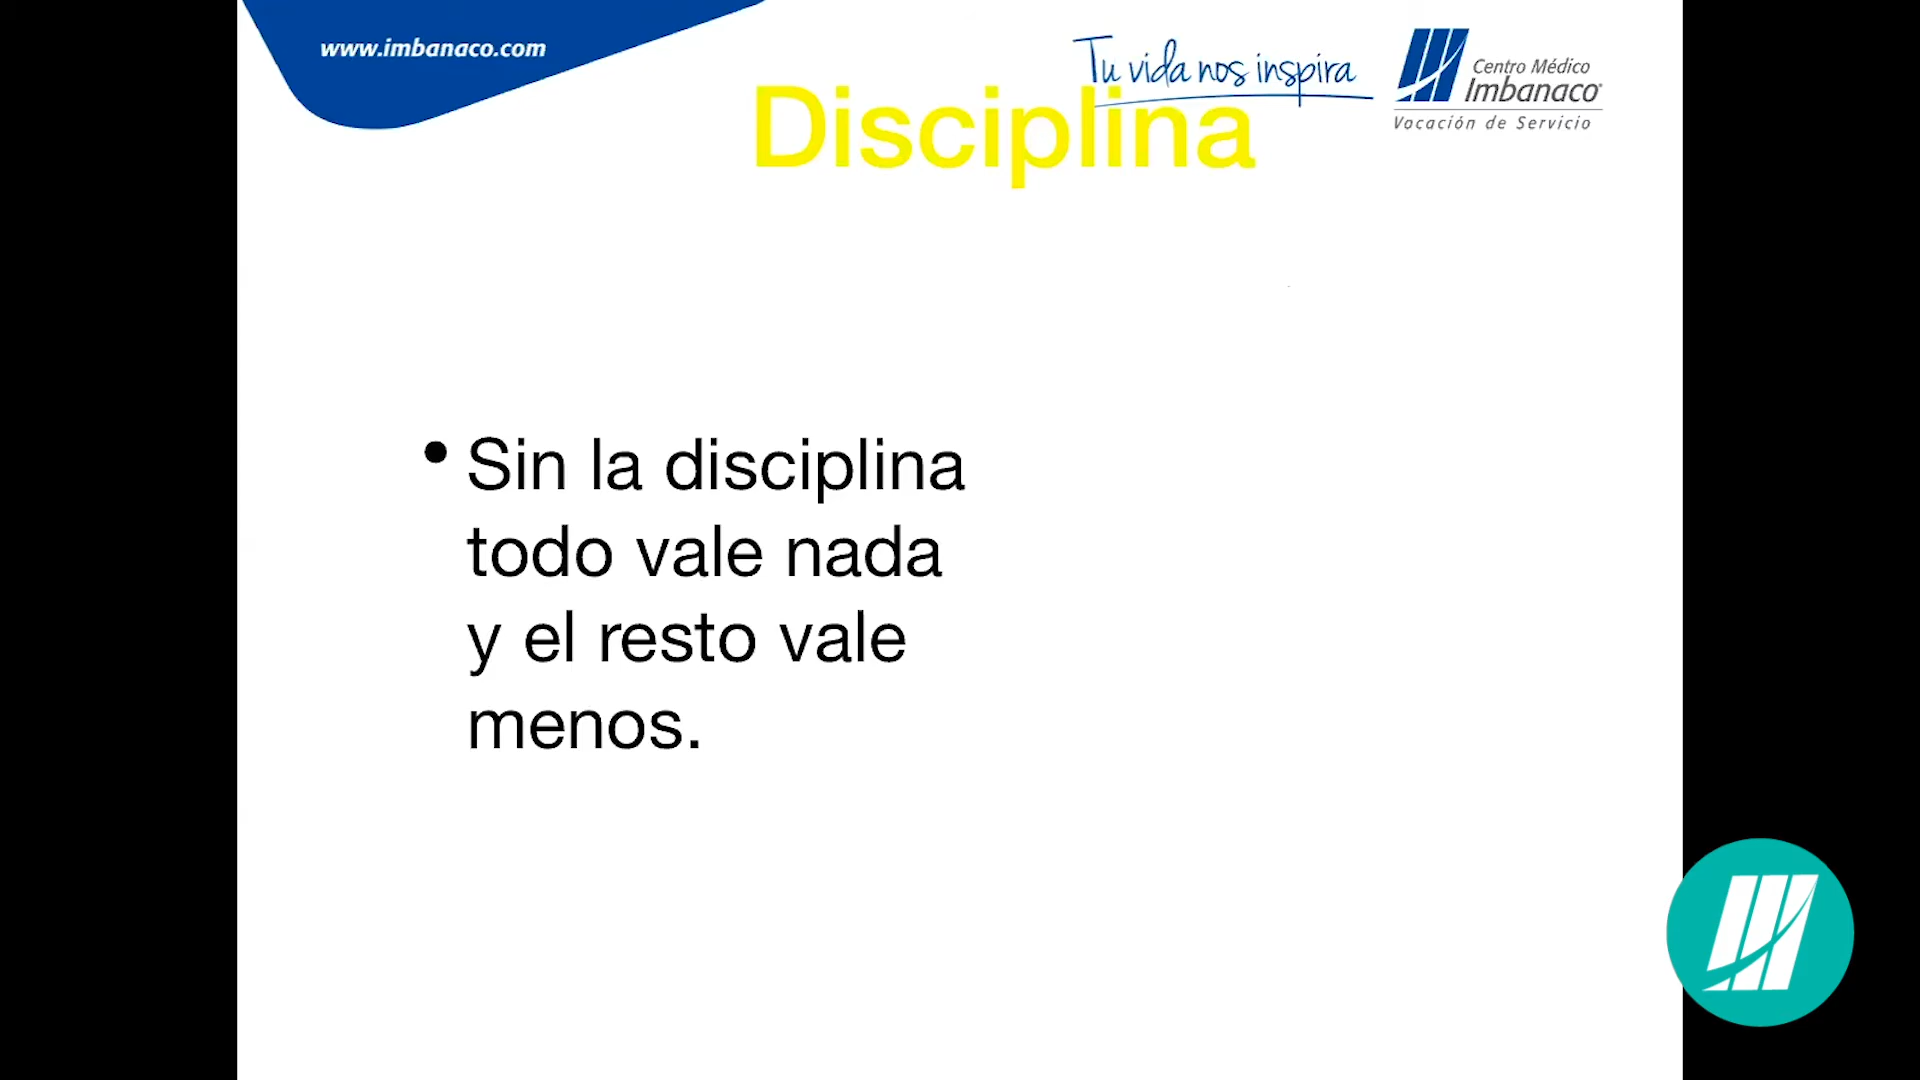 www.imbanaco.com
Tu vida nos inspira
Centro Médico
Imbanaco®
Vocación de Servicio
Disciplina
• Sin la disciplina
todo vale nada
y el resto vale
menos.